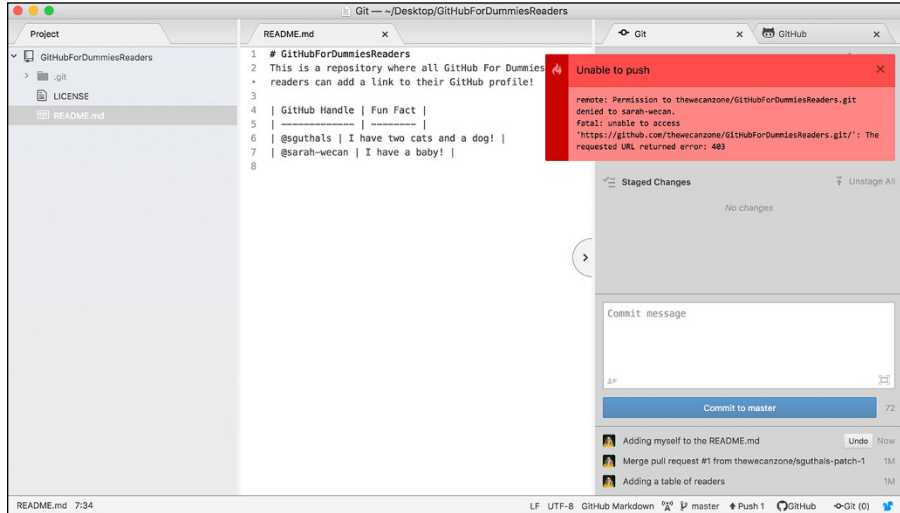 Git — ~/Desktop/GitHubForDummiesReaders
Project
GitHubForDummiesReaders
.git
LICENSE
README.md
README.md
1 # GitHubForDummiesReaders
2 This is a repository where all GitHub For Dummies
• readers can add a link to their GitHub profile!
3
4 | GitHub Handle | Fun Fact |
5 | ------------- | -------- |
6 | @sguthals | I have two cats and a dog! |
7 | @sarah-wecan | I have a baby! |
8
Git
GitHub
Unable to push
remote: Permission to thewecanzone/GitHubForDummiesReaders.git
denied to sarah-wecan.
fatal: unable to access
'https://github.com/thewecanzone/GitHubForDummiesReaders.git/': The
requested URL returned error: 403
Staged Changes
Unstage All
No changes
Commit message
Commit to master
72
Adding myself to the README.md Undo Now
Merge pull request #1 from thewecanzone/sguthals-patch-1 1M
Adding a table of readers 1M
README.md 7:34
LF UTF-8 GitHub Markdown master Push 1 GitHub Git (0)